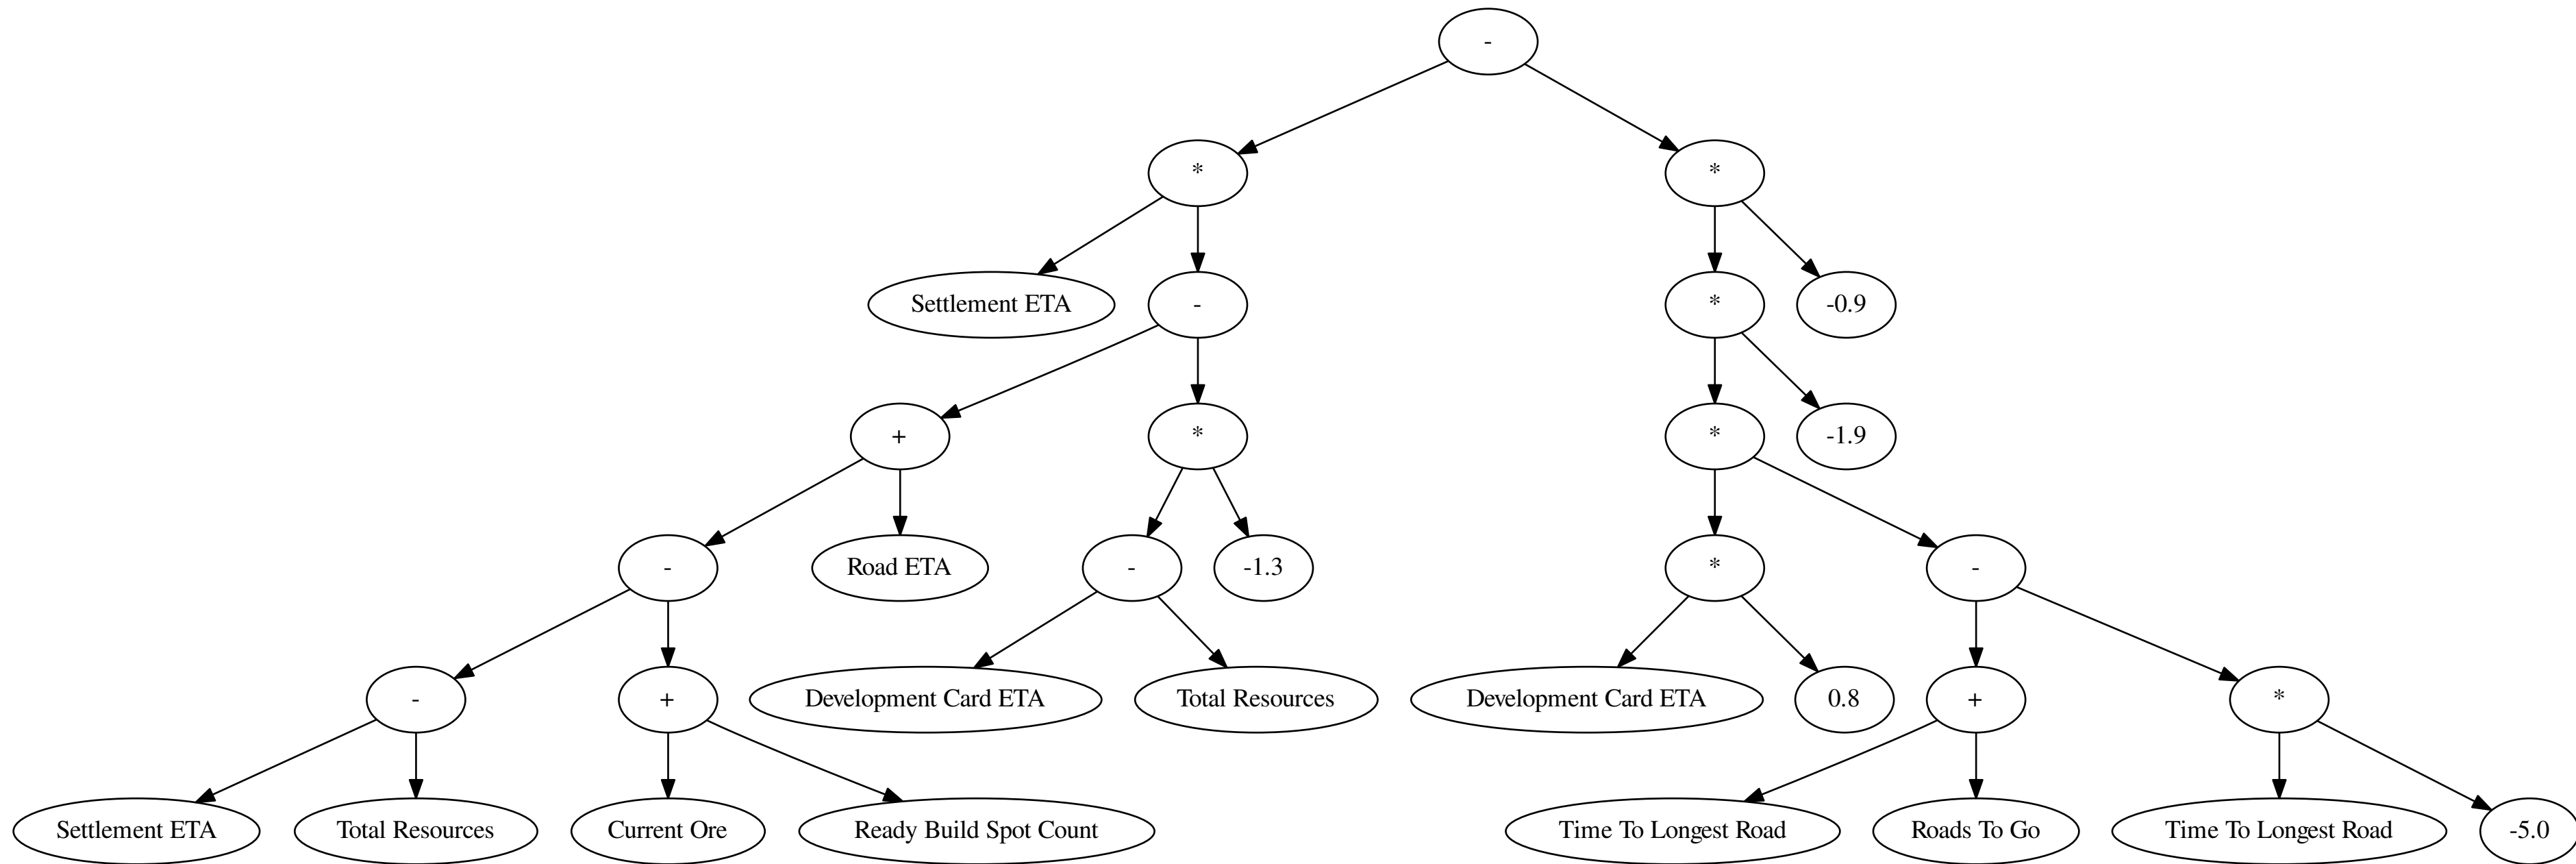 -
*
*
Settlement ETA
-
*
-0.9
+
*
*
-1.9
-
Road ETA
-
-1.3
*
-
-
+
Development Card ETA
Total Resources
Development Card ETA
0.8
+
*
Settlement ETA
Total Resources
Current Ore
Ready Build Spot Count
Time To Longest Road
Roads To Go
Time To Longest Road
-5.0